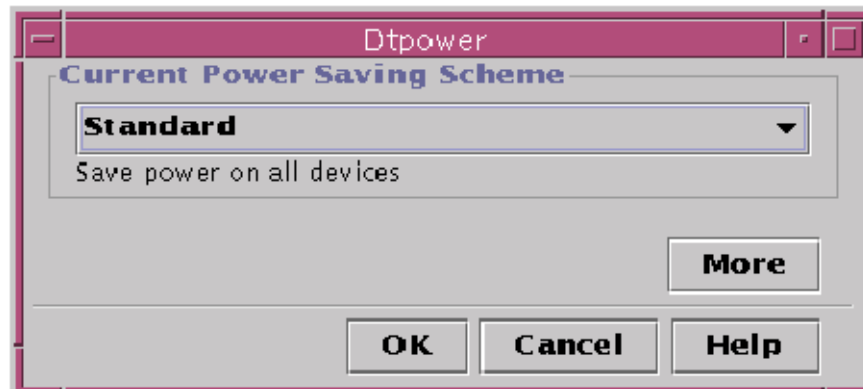 Dtpower
Current Power Saving Scheme
Standard
Save power on all devices
More
OK Cancel Help